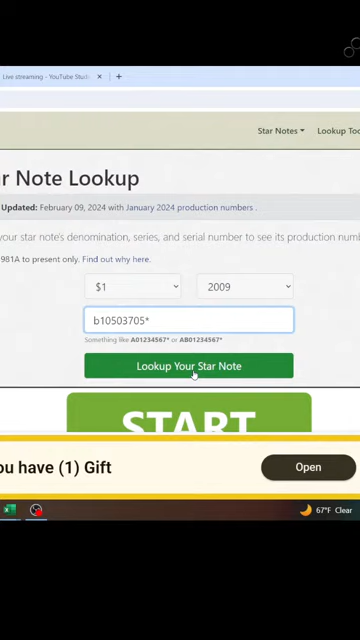 Live streaming - YouTube Stud
Star Notes
Lookup Too
ar Note Lookup
Updated: February 09, 2024 with January 2024 production numbers .
your star note's denomination, series, and serial number to see its production num
981A to present only. Find out why here.
$1
2009
b10503705*
Something like A01234567* or AB01234567*
Lookup Your Star Note
START
ou have (1) Gift
Open
67°F Clear